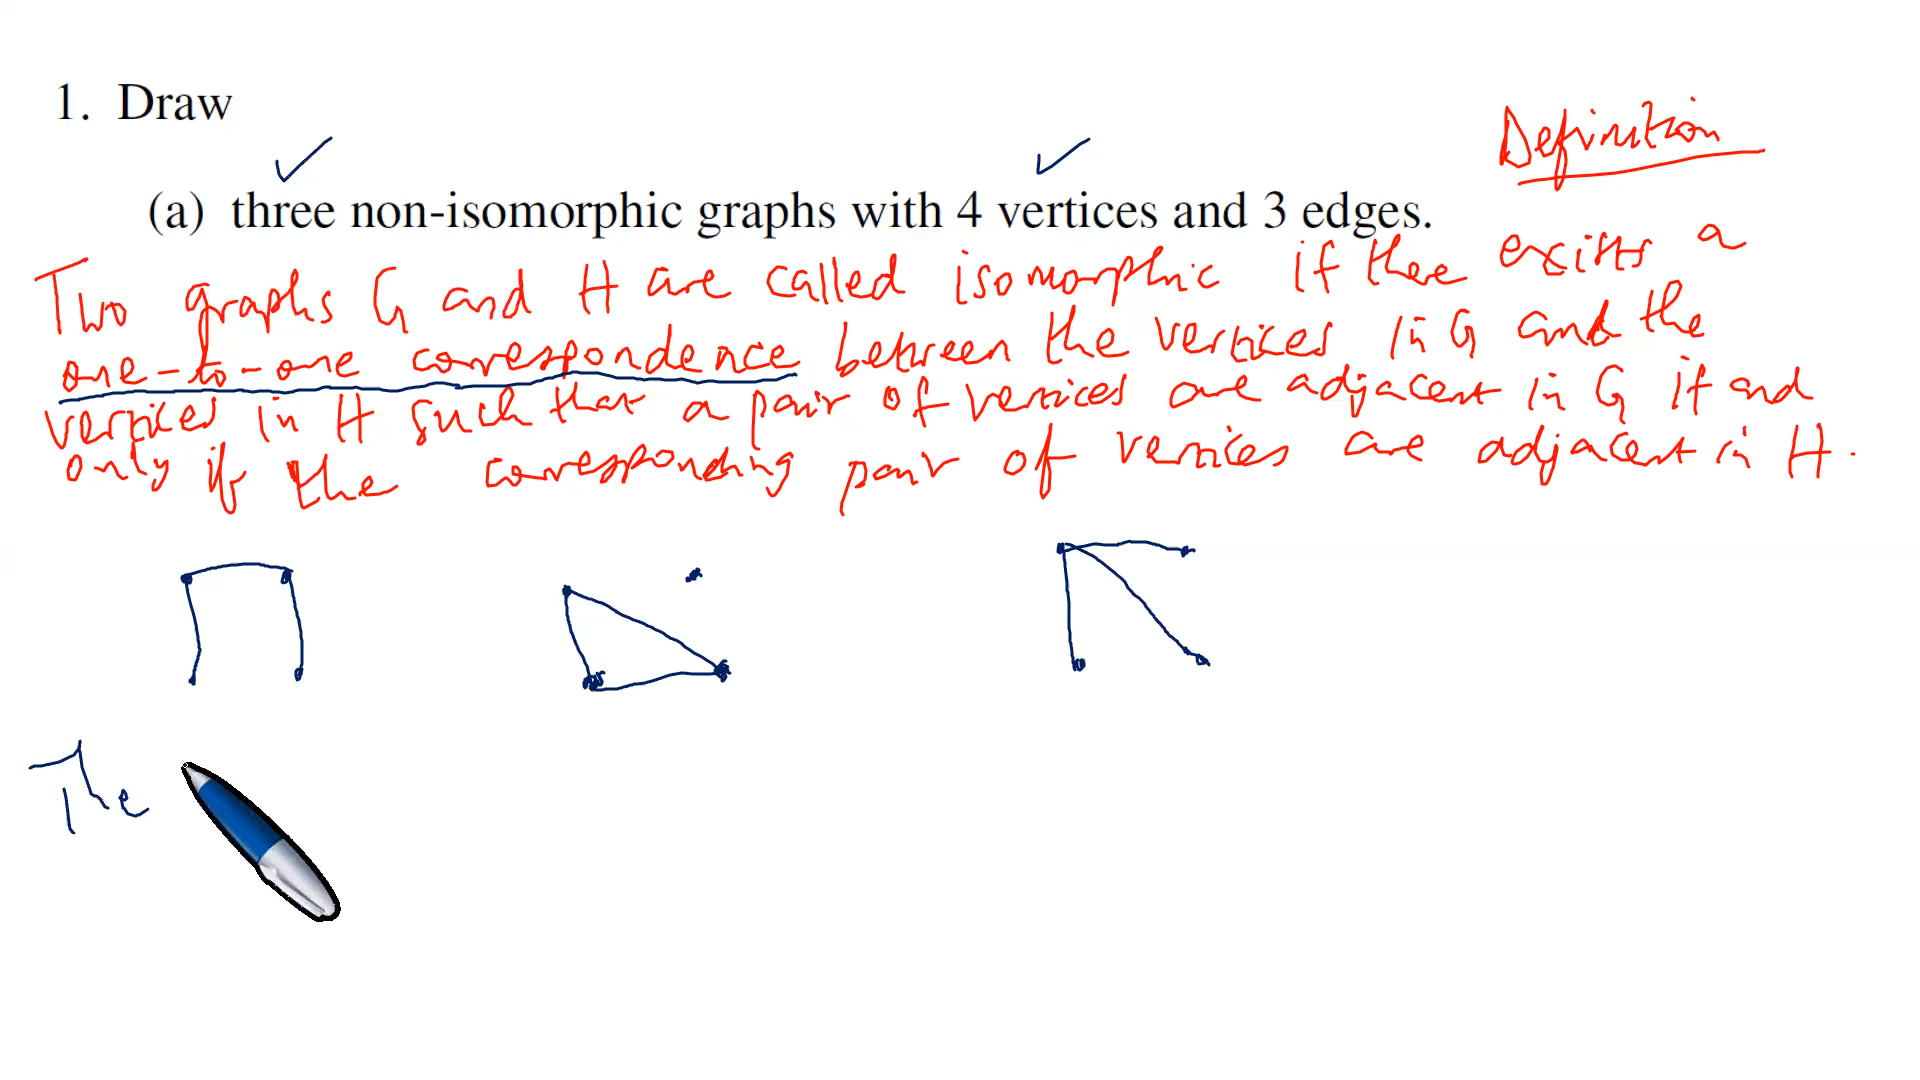 1. Draw
Definition
(a) three non-isomorphic graphs with 4 vertices and 3 edges.
Two graphs G and H are called isomorphic if thee exists a
one-to-one correspondence between the vertices in G and the
vertices in H such that a pair of vertices are adjacent in G if and
only if the corresponding pair of vertices are adjacent in H.
The